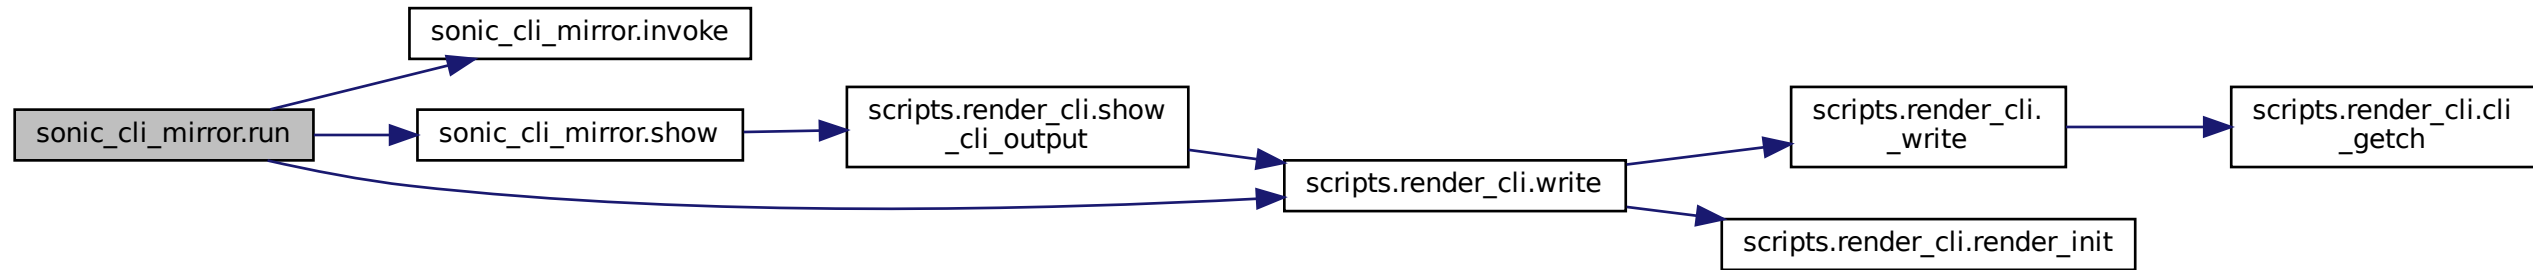 sonic_cli_mirror.run
sonic_cli_mirror.invoke
sonic_cli_mirror.show
scripts.render_cli.show
_cli_output
scripts.render_cli.write
scripts.render_cli.
_write
scripts.render_cli.cli
_getch
scripts.render_cli.render_init